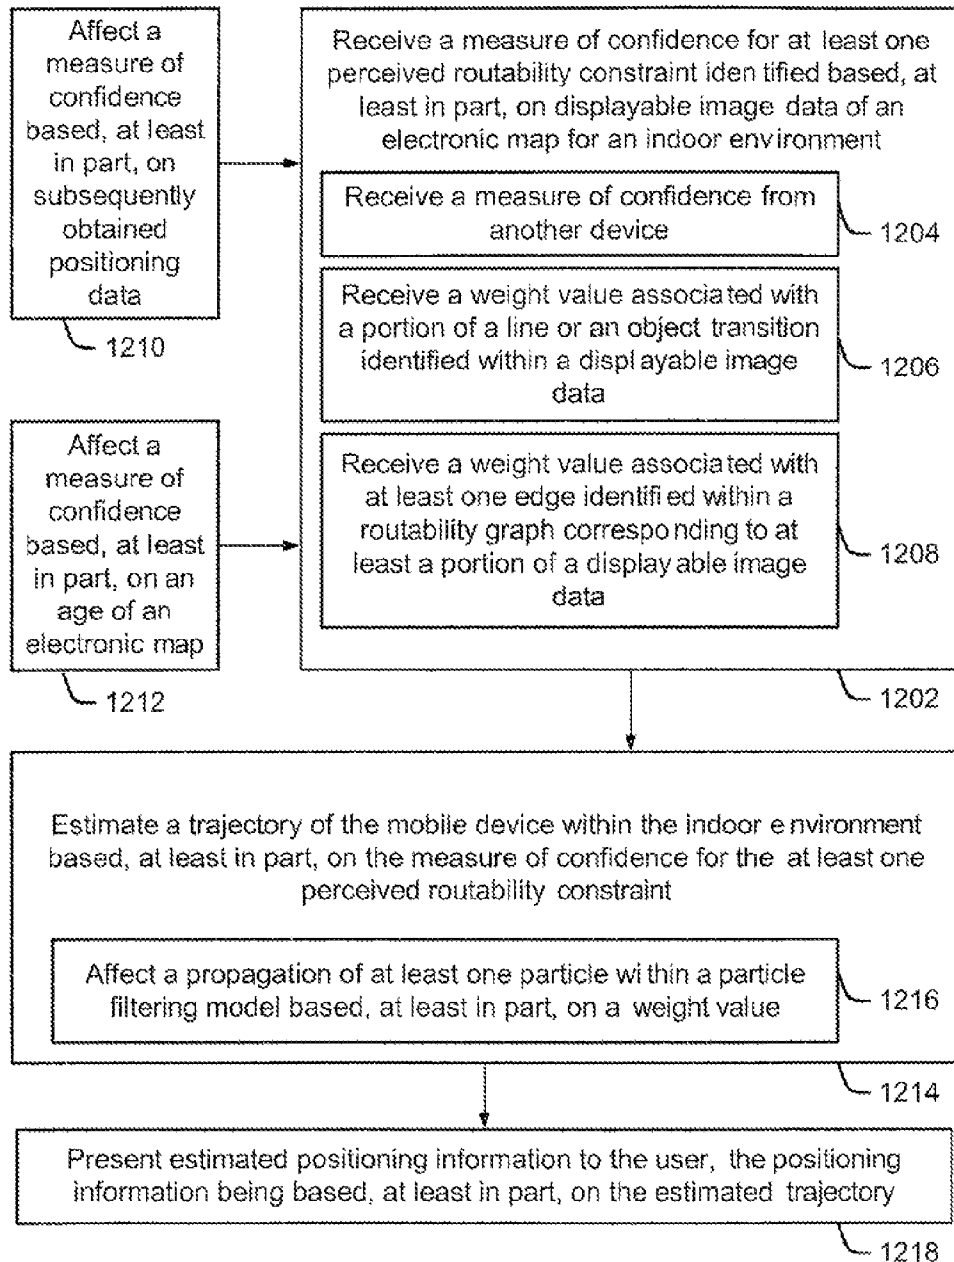 Affect a
measure of
confidence
based, at least
in part, on
subsequently
obtained
positioning
data
1210
Receive a measure of confidence for at least one
perceived routability constraint identified based, at
least in part, on displayable image data of an
electronic map for an indoor environment
Receive a measure of confidence from
another device
1204
Receive a weight value associated with
a portion of a line or an object transition
identified within a displayable image
data
1206
Affect a
measure of
confidence
based, at least
in part, on an
age of an
electronic map
1212
Receive a weight value associated with
at least one edge identified within a
routability graph corresponding to at
least a portion of a displayable image
data
1208
1202
Estimate a trajectory of the mobile device within the indoor environment
based, at least in part, on the measure of confidence for the at least one
perceived routability constraint
Affect a propagation of at least one particle within a particle
filtering model based, at least in part, on a weight value
1216
1214
Present estimated positioning information to the user, the positioning
information being based, at least in part, on the estimated trajectory
1218